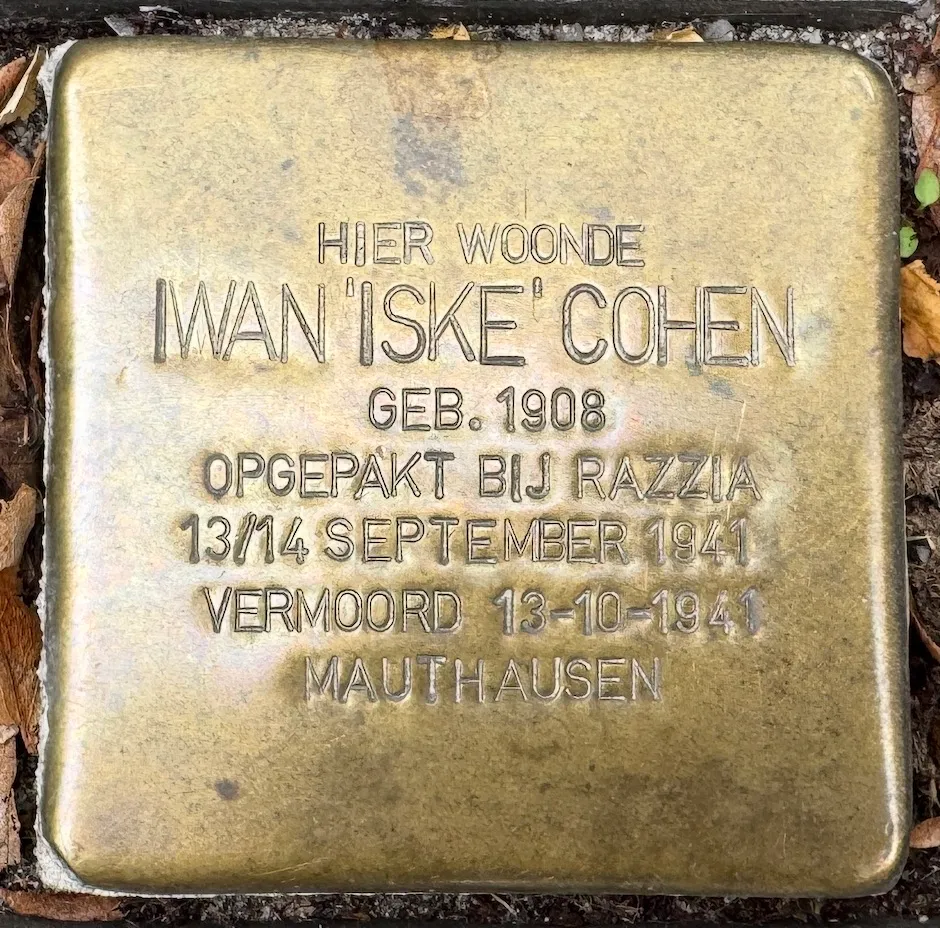 HIER WOONDE
IWAN 'ISKE' COHEN
GEB. 1908
OPGEPAKT BIJ RAZZIA
13/14 SEPTEMBER 1941
VERMOORD 13-10-1941
MAUTHAUSEN